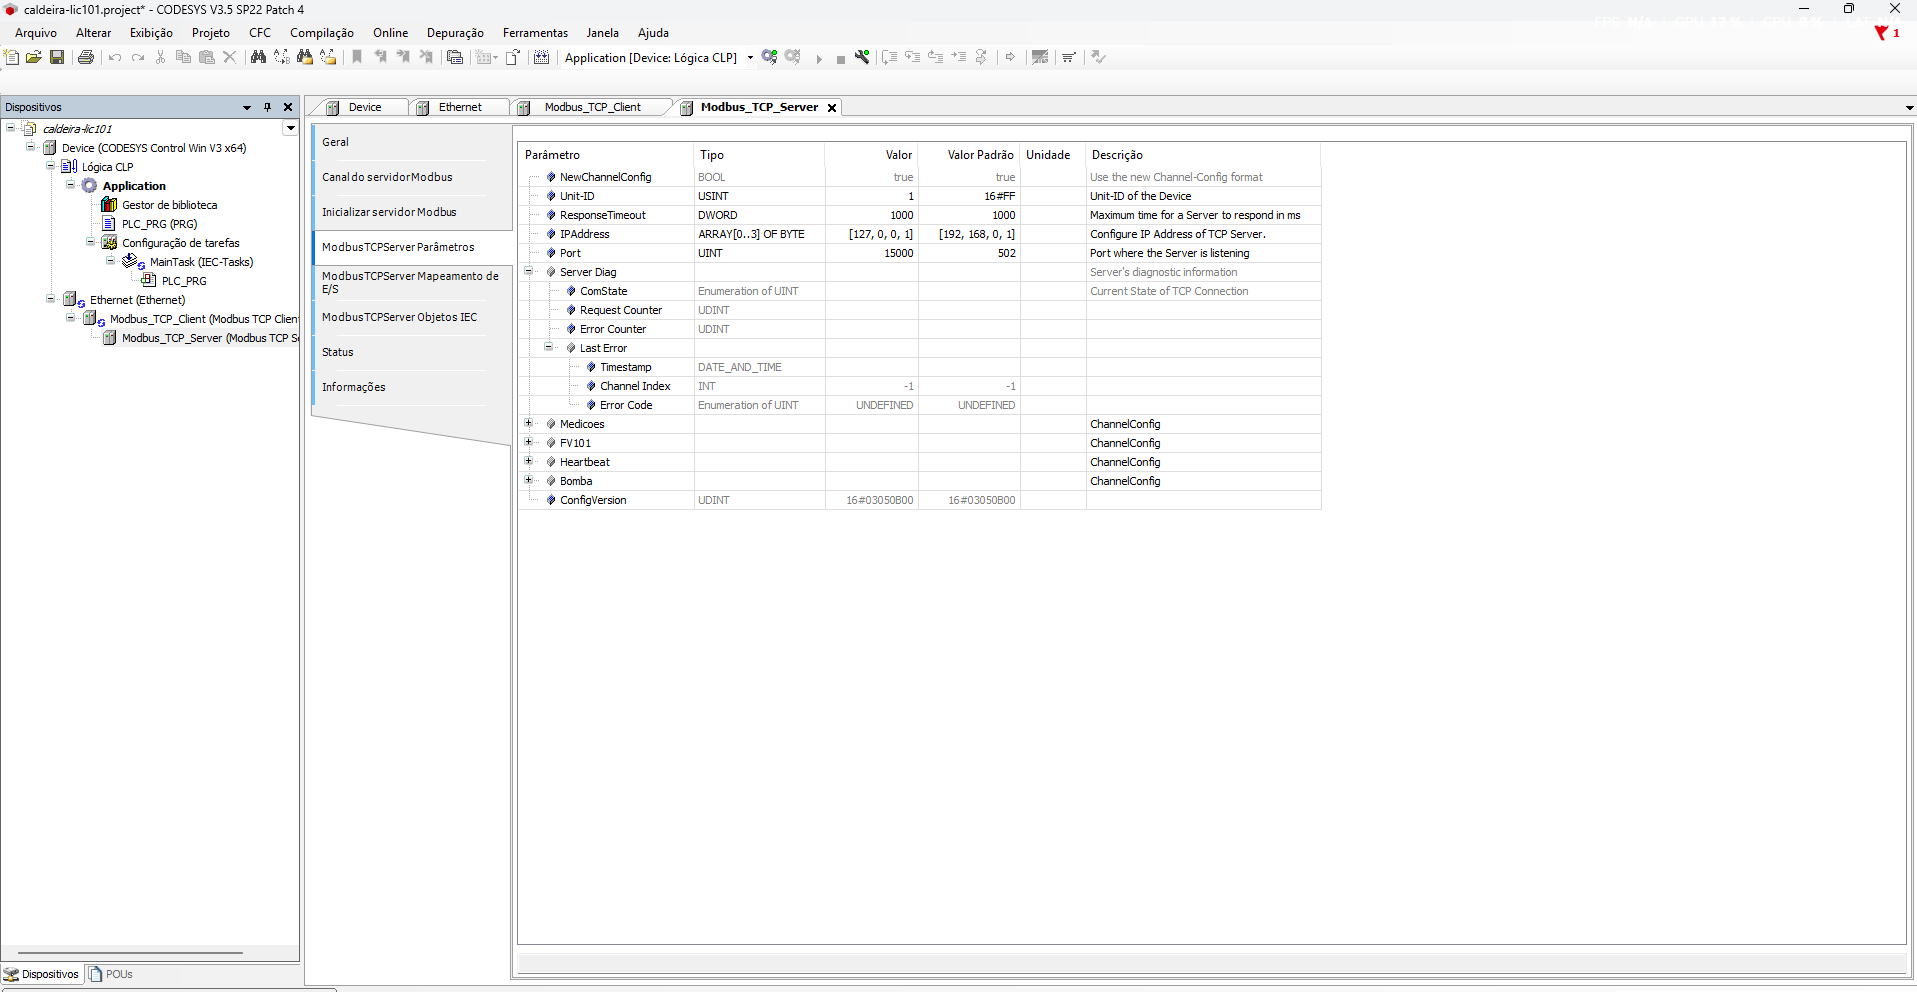 caldeira-lic101.project* - CODESYS V3.5 SP22 Patch 4
Arquivo Alterar Exibição Projeto CFC Compilação Online Depuração Ferramentas Janela Ajuda
1
Application [Device: Lógica CLP]
Dispositivos
caldeira-lic101
Device (CODESYS Control Win V3 x64)
Lógica CLP
Application
Gestor de biblioteca
PLC_PRG (PRG)
Configuração de tarefas
MainTask (IEC-Tasks)
PLC_PRG
Ethernet (Ethernet)
Modbus_TCP_Client (Modbus TCP Clien
Modbus_TCP_Server (Modbus TCP S
Dispositivos POUs
Device Ethernet Modbus_TCP_Client Modbus_TCP_Server
Geral
Canal do servidor Modbus
Inicializar servidor Modbus
ModbusTCPServer Parâmetros
ModbusTCPServer Mapeamento de
E/S
ModbusTCPServer Objetos IEC
Status
Informações
Parâmetro Tipo Valor Valor Padrão Unidade Descrição
NewChannelConfig BOOL true true Use the new Channel-Config format
Unit-ID USINT 1 16#FF Unit-ID of the Device
ResponseTimeout DWORD 1000 1000 Maximum time for a Server to respond in ms
IPAddress ARRAY[0..3] OF BYTE [127, 0, 0, 1] [192, 168, 0, 1] Configure IP Address of TCP Server.
Port UINT 15000 502 Port where the Server is listening
Server Diag Server's diagnostic information
ComState Enumeration of UINT Current State of TCP Connection
Request Counter UDINT
Error Counter UDINT
Last Error
Timestamp DATE_AND_TIME
Channel Index INT -1 -1
Error Code Enumeration of UINT UNDEFINED UNDEFINED
Medicoes ChannelConfig
FV101 ChannelConfig
Heartbeat ChannelConfig
Bomba ChannelConfig
ConfigVersion UDINT 16#03050B00 16#03050B00